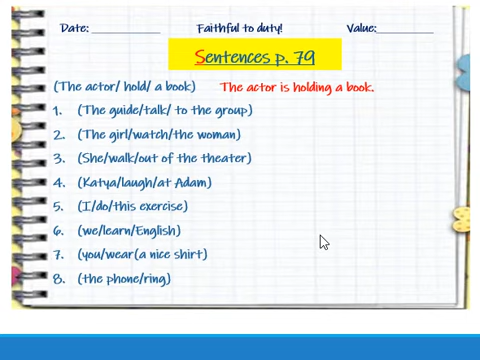 Date: ____________ Faithful to duty! Value:__________
Sentences p. 79
(The actor/ hold/ a book) The actor is holding a book.
1. (The guide/talk/ to the group)
2. (The girl/watch/the woman)
3. (She/walk/out of the theater)
4. (Katya/laugh/at Adam)
5. (I/do/this exercise)
6. (we/learn/English)
7. (you/wear(a nice shirt)
8. (the phone/ring)